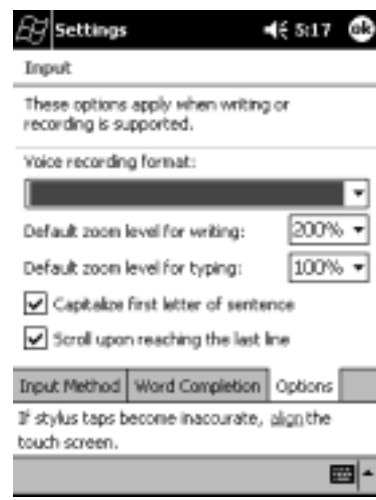 Settings 5:17 ok
Input
These options apply when writing or
recording is supported.
Voice recording format:
Default zoom level for writing: 200%
Default zoom level for typing: 100%
Capitalize first letter of sentence
Scroll upon reaching the last line
Input Method Word Completion Options
If stylus taps become inaccurate, align the
touch screen.